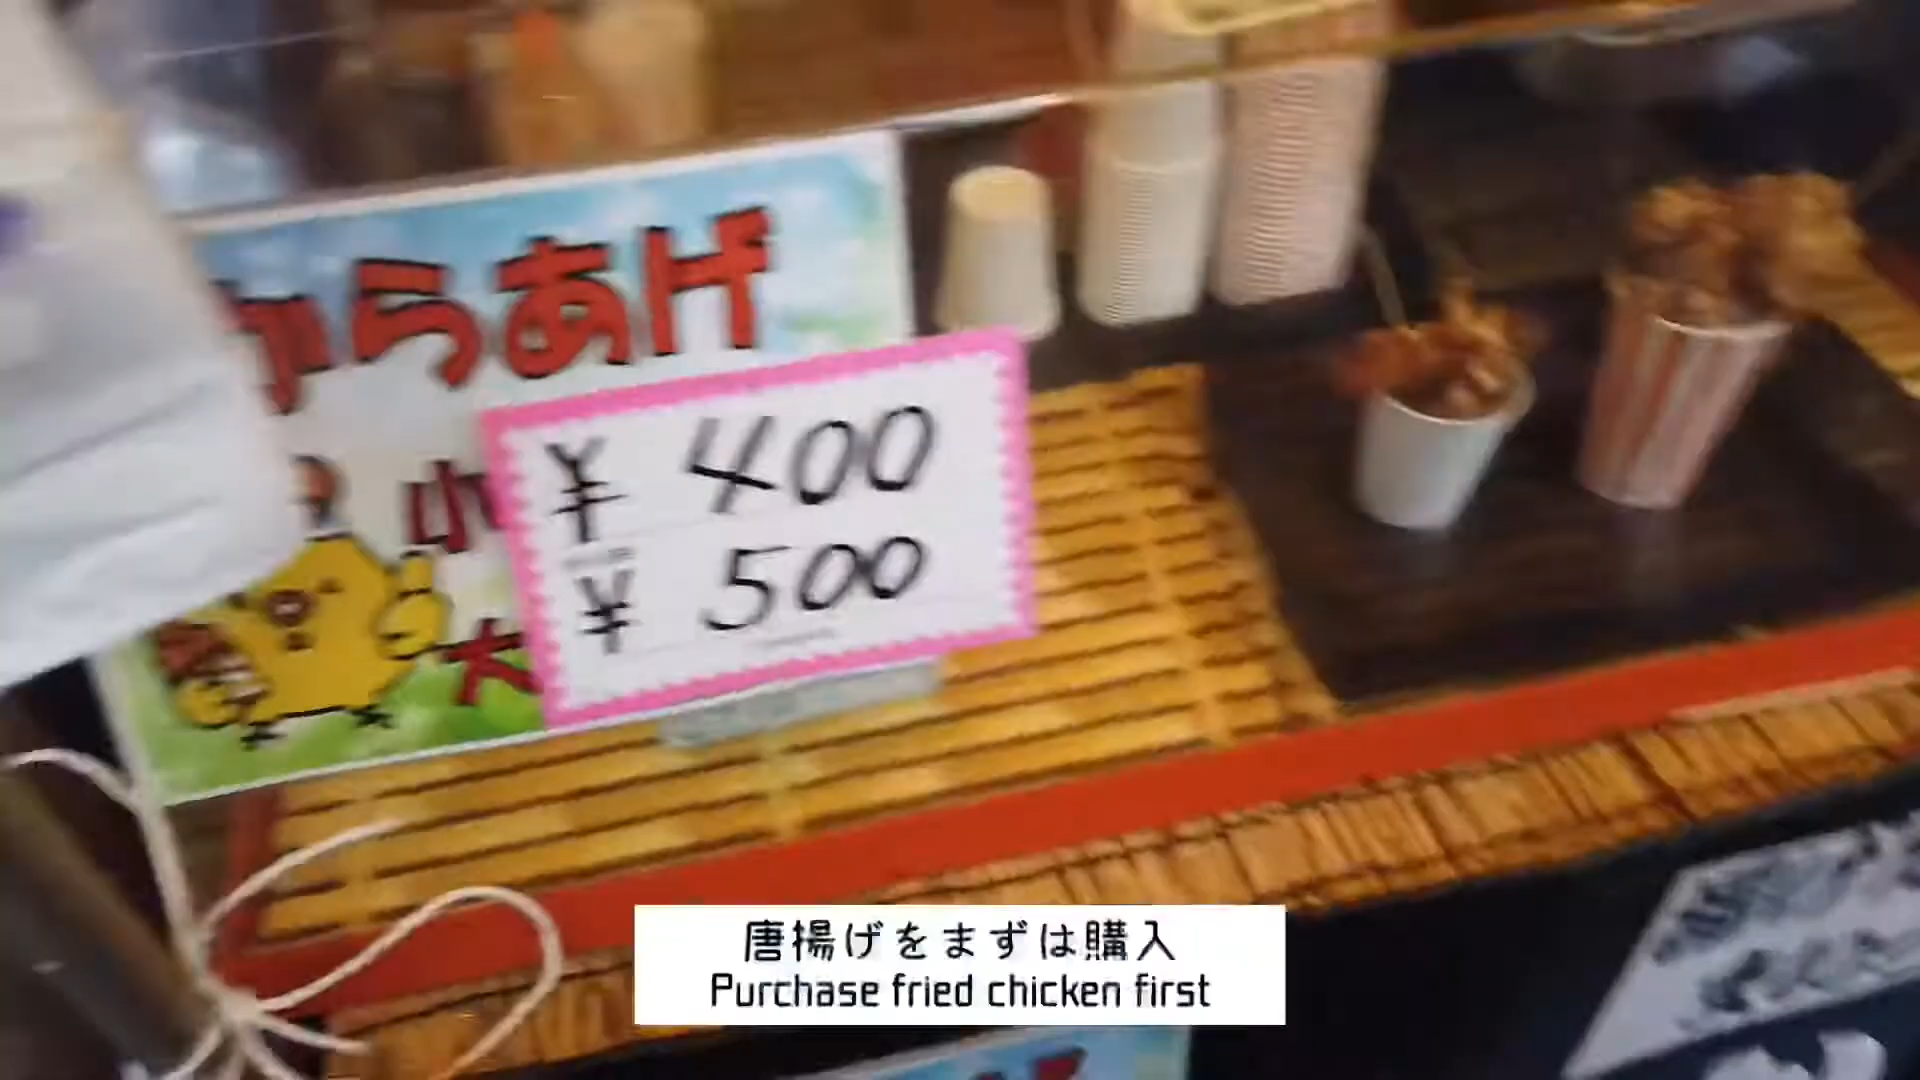 からあげ
小
¥ 400
大
¥ 500
唐揚げをまずは購入
Purchase fried chicken first